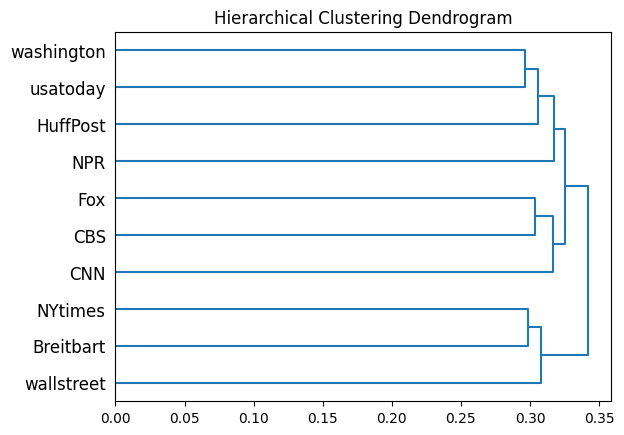 Hierarchical Clustering Dendrogram
washington
usatoday
HuffPost
NPR
Fox
CBS
CNN
NYtimes
Breitbart
wallstreet
0.00 0.05 0.10 0.15 0.20 0.25 0.30 0.35